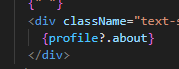 {" "}
<div className="text-s
{profile?.about}
</div>